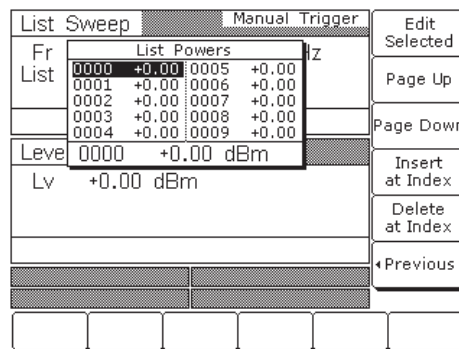 List Sweep Manual Trigger
Fr Hz
List
List Powers
0000 +0.00 0005 +0.00
0001 +0.00 0006 +0.00
0002 +0.00 0007 +0.00
0003 +0.00 0008 +0.00
0004 +0.00 0009 +0.00
0000 +0.00 dBm
Leve
Lv +0.00 dBm
Edit
Selected
Page Up
Page Down
Insert
at Index
Delete
at Index
Previous